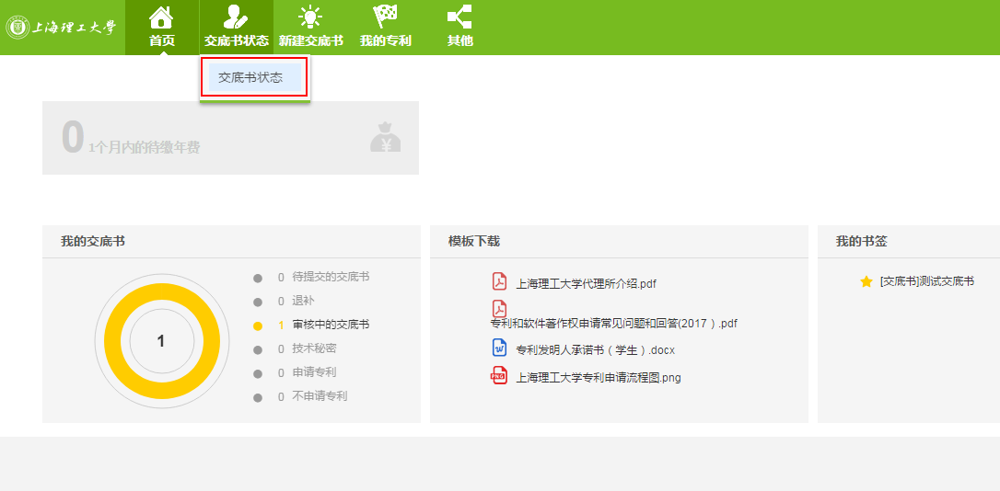 上海理工大學
首页
交底书状态
新建交底书
我的专利
其他
交底书状态
0 1个月内的待缴年费
¥
我的交底书
1
0 待提交的交底书
0 退补
1 审核中的交底书
0 技术秘密
0 申请专利
0 不申请专利
模板下载
上海理工大学代理所介绍.pdf
专利和软件著作权申请常见问题和回答(2017）.pdf
专利发明人承诺书（学生）.docx
PNG 上海理工大学专利申请流程图.png
我的书签
[交底书]测试交底书